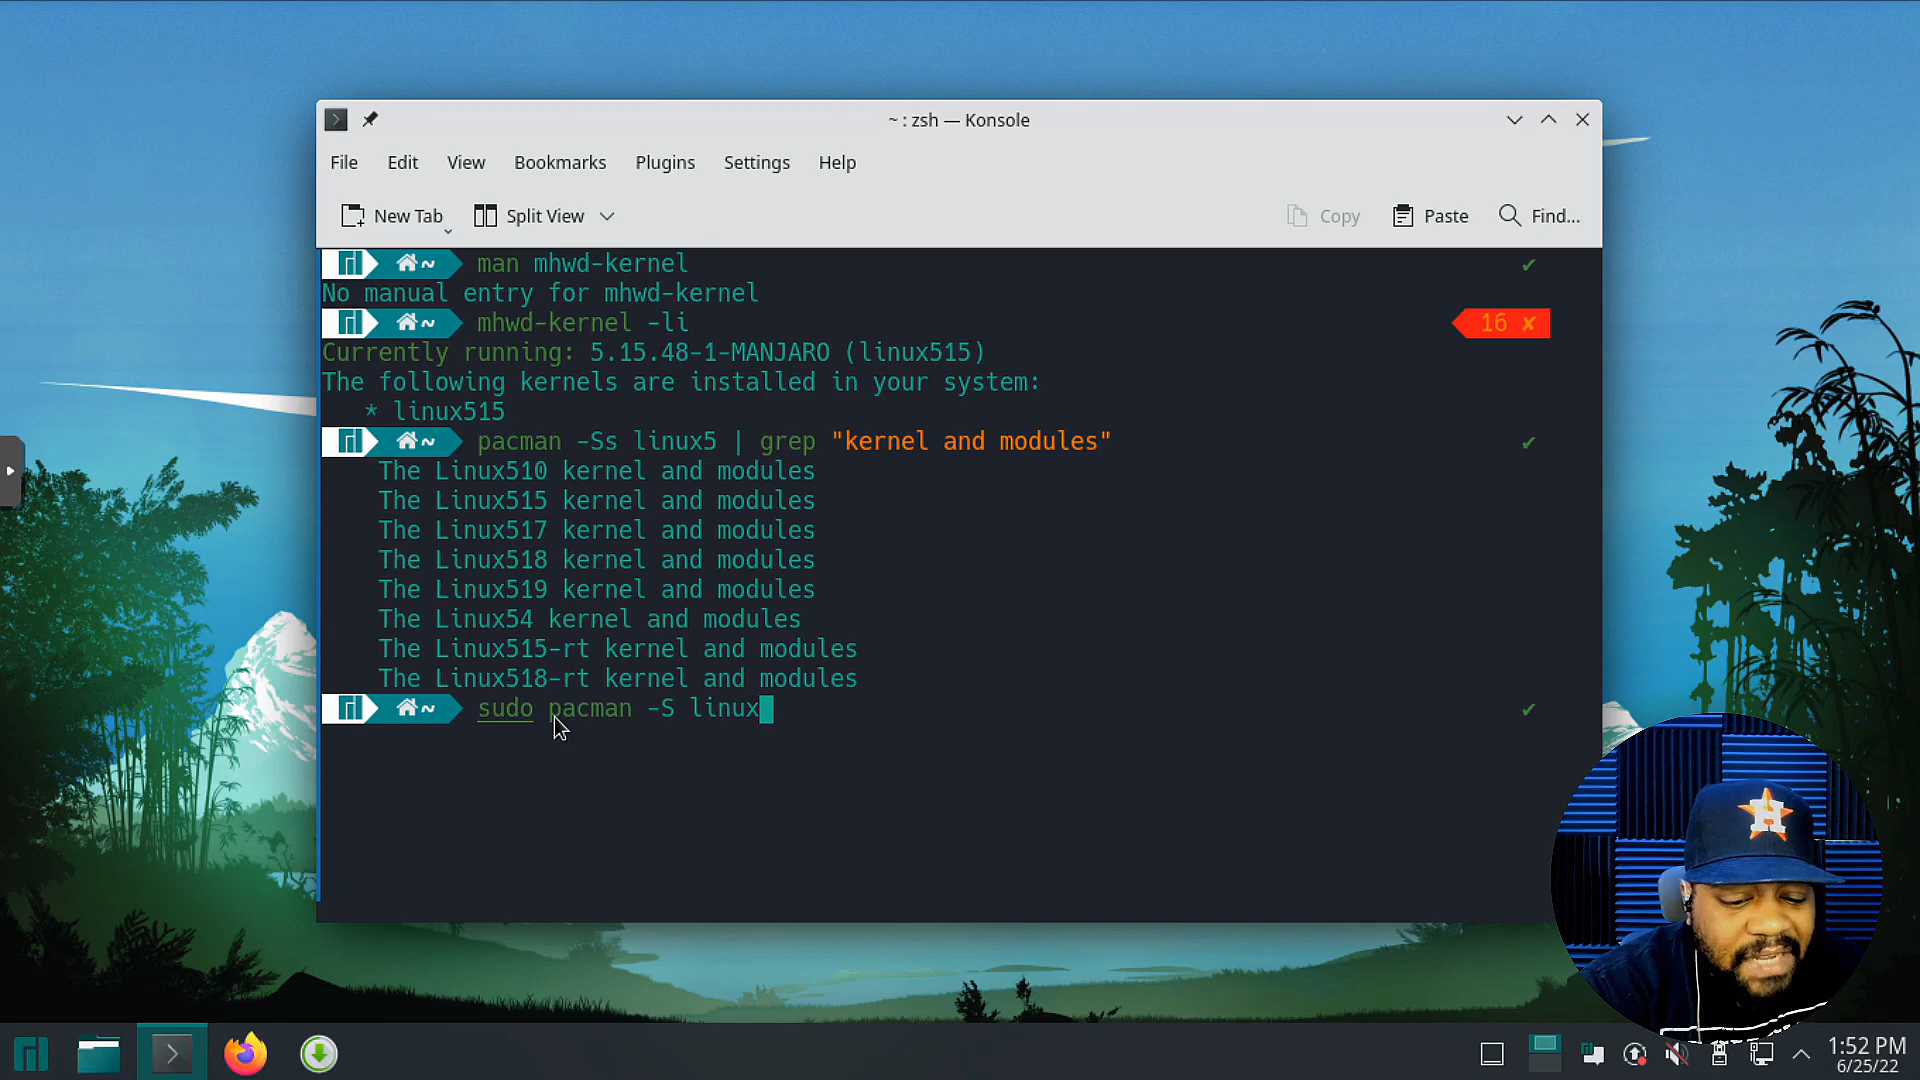 ~ : zsh — Konsole
File Edit View Bookmarks Plugins Settings Help
New Tab Split View Copy Paste Find...
~ man mhwd-kernel ✔
No manual entry for mhwd-kernel
~ mhwd-kernel -li 16 ✘
Currently running: 5.15.48-1-MANJARO (linux515)
The following kernels are installed in your system:
* linux515
~ pacman -Ss linux5 | grep "kernel and modules" ✔
The Linux510 kernel and modules
The Linux515 kernel and modules
The Linux517 kernel and modules
The Linux518 kernel and modules
The Linux519 kernel and modules
The Linux54 kernel and modules
The Linux515-rt kernel and modules
The Linux518-rt kernel and modules
~ sudo pacman -S linux ✔
H
1:52 PM
6/25/22